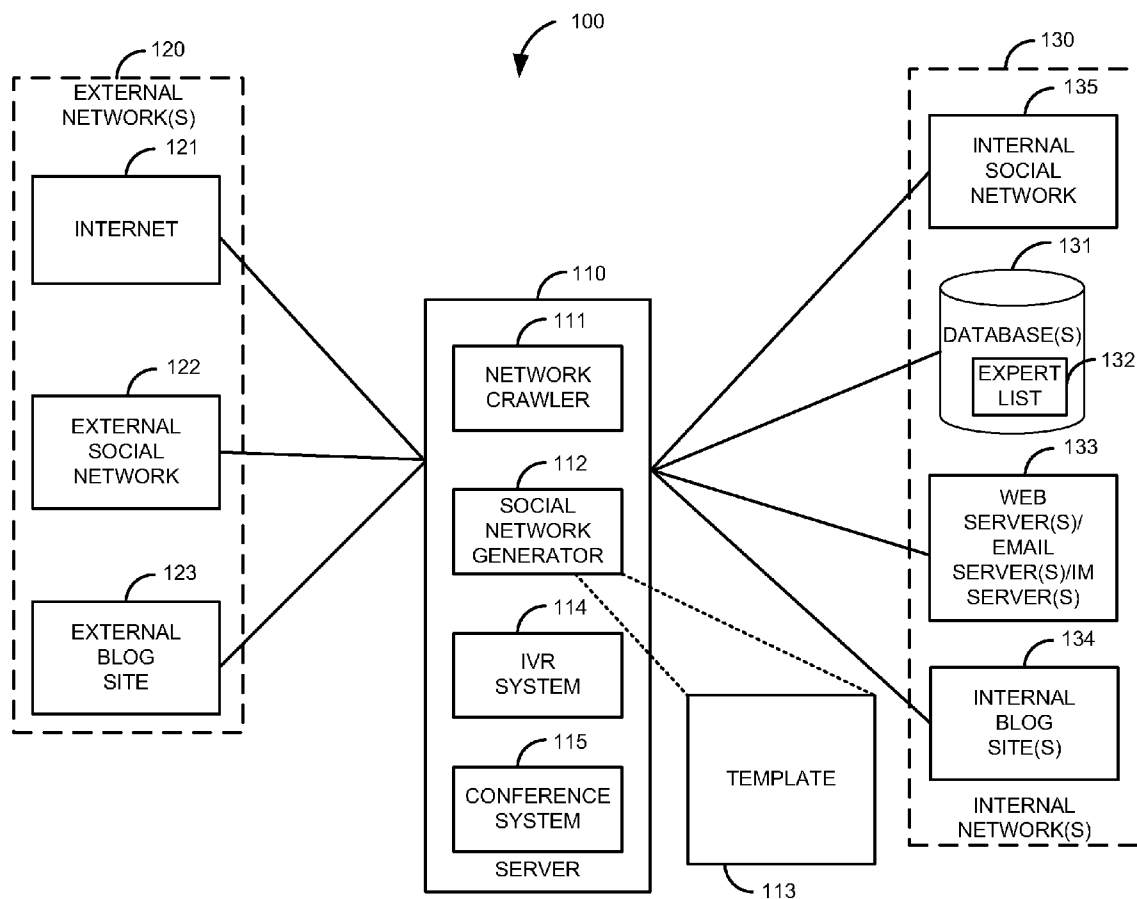 100
120
EXTERNAL
NETWORK(S)
121
INTERNET
122
EXTERNAL
SOCIAL
NETWORK
123
EXTERNAL
BLOG
SITE
110
111
NETWORK
CRAWLER
112
SOCIAL
NETWORK
GENERATOR
114
IVR
SYSTEM
115
CONFERENCE
SYSTEM
SERVER
TEMPLATE
113
130
135
INTERNAL
SOCIAL
NETWORK
131
DATABASE(S)
EXPERT
LIST
132
133
WEB
SERVER(S)/
EMAIL
SERVER(S)/IM
SERVER(S)
134
INTERNAL
BLOG
SITE(S)
INTERNAL
NETWORK(S)